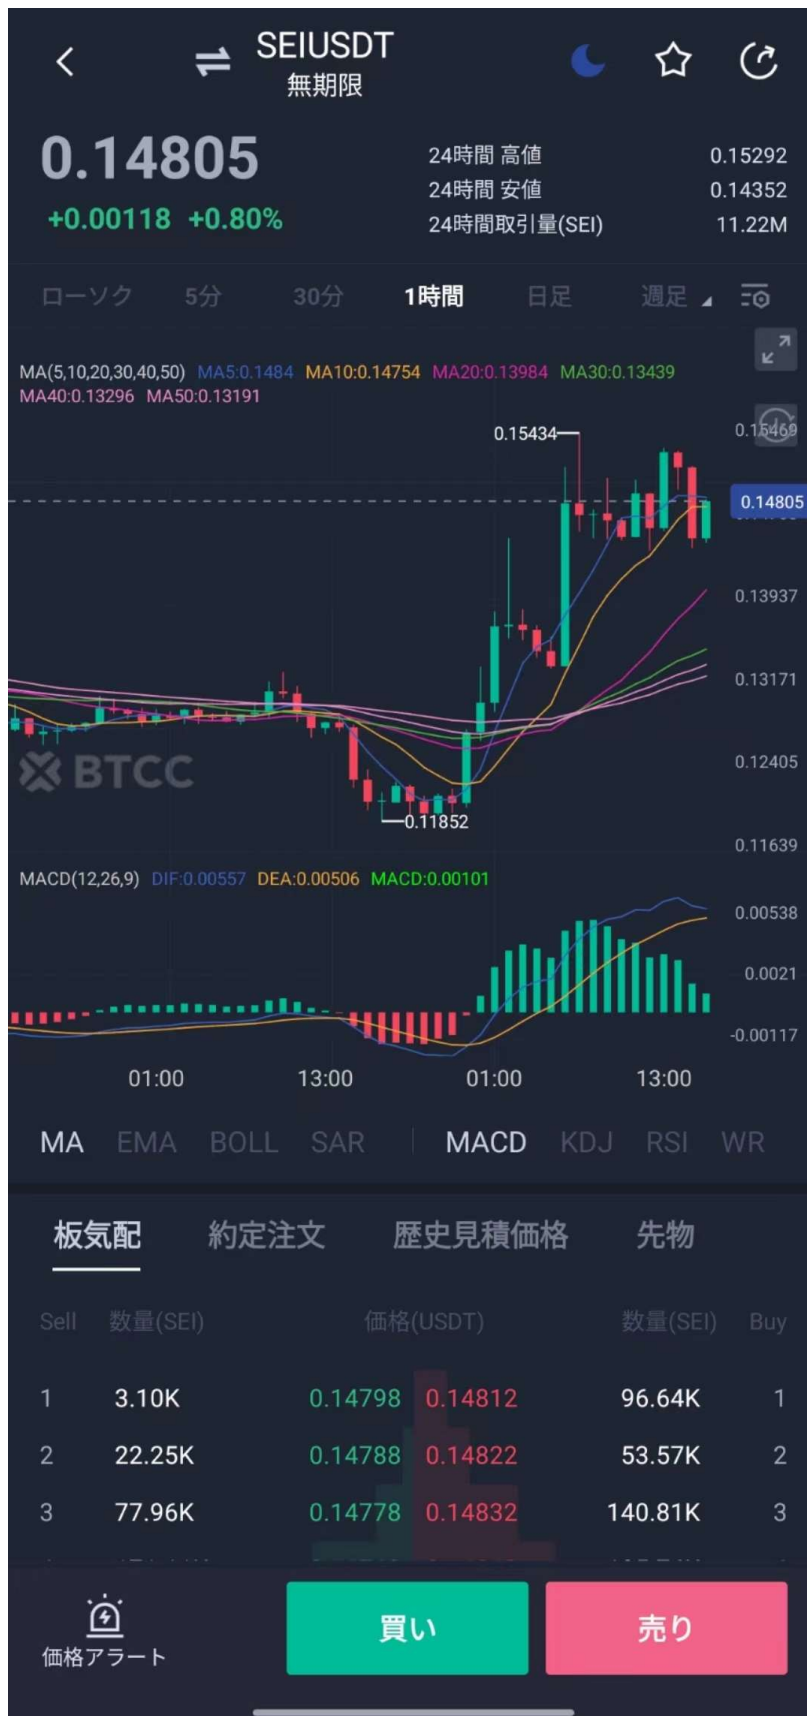 SEIUSDT
無期限
0.14805
+0.00118 +0.80%
24時間 高値 0.15292
24時間 安値 0.14352
24時間取引量(SEI) 11.22M
ローソク 5分 30分 1時間 日足 週足
MA(5,10,20,30,40,50) MA5:0.1484 MA10:0.14754 MA20:0.13984 MA30:0.13439
MA40:0.13296 MA50:0.13191
0.15434
0.15469
0.14805
0.13937
0.13171
0.12405
BTCC
0.11852
0.11639
MACD(12,26,9) DIF:0.00557 DEA:0.00506 MACD:0.00101
0.00538
0.0021
-0.00117
01:00 13:00 01:00 13:00
MA EMA BOLL SAR MACD KDJ RSI WR
板気配 約定注文 歴史見積価格 先物
Sell 数量(SEI) 価格(USDT) 数量(SEI) Buy
1 3.10K 0.14798 0.14812 96.64K 1
2 22.25K 0.14788 0.14822 53.57K 2
3 77.96K 0.14778 0.14832 140.81K 3
価格アラート
買い
売り